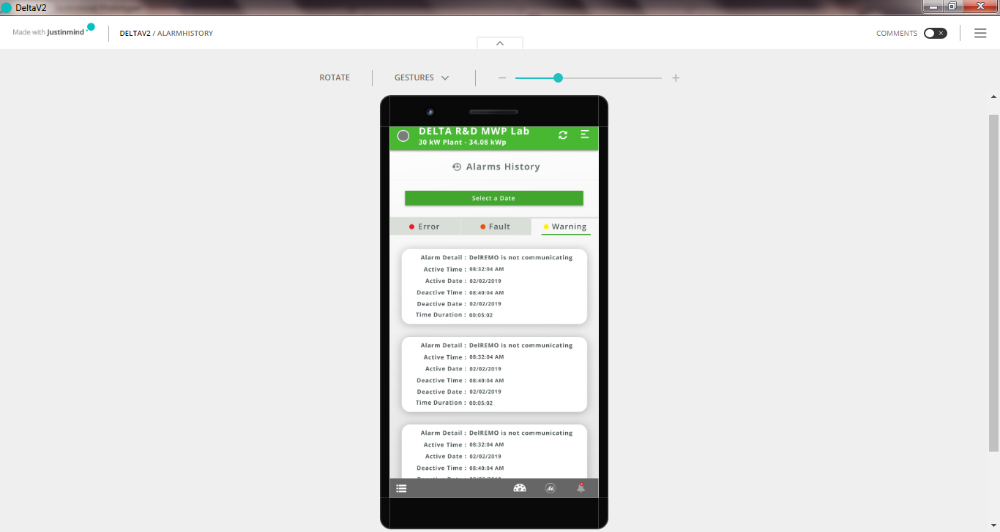 DeltaV2
Made with Justinmind
DELTAV2 / ALARMHISTORY
COMMENTS
ROTATE
GESTURES
DELTA R&D MWP Lab
30 kW Plant - 34.08 kWp
Alarms History
Select a Date
Error Fault Warning
Alarm Detail : DelREMO is not communicating
Active Time : 08:32:04 AM
Active Date : 02/02/2019
Deactive Time : 08:40:04 AM
Deactive Date : 02/02/2019
Time Duration : 00:05:02
Alarm Detail : DelREMO is not communicating
Active Time : 08:32:04 AM
Active Date : 02/02/2019
Deactive Time : 08:40:04 AM
Deactive Date : 02/02/2019
Time Duration : 00:05:02
Alarm Detail : DelREMO is not communicating
Active Time : 08:32:04 AM
Active Date : 02/02/2019
Deactive Time : 08:40:04 AM